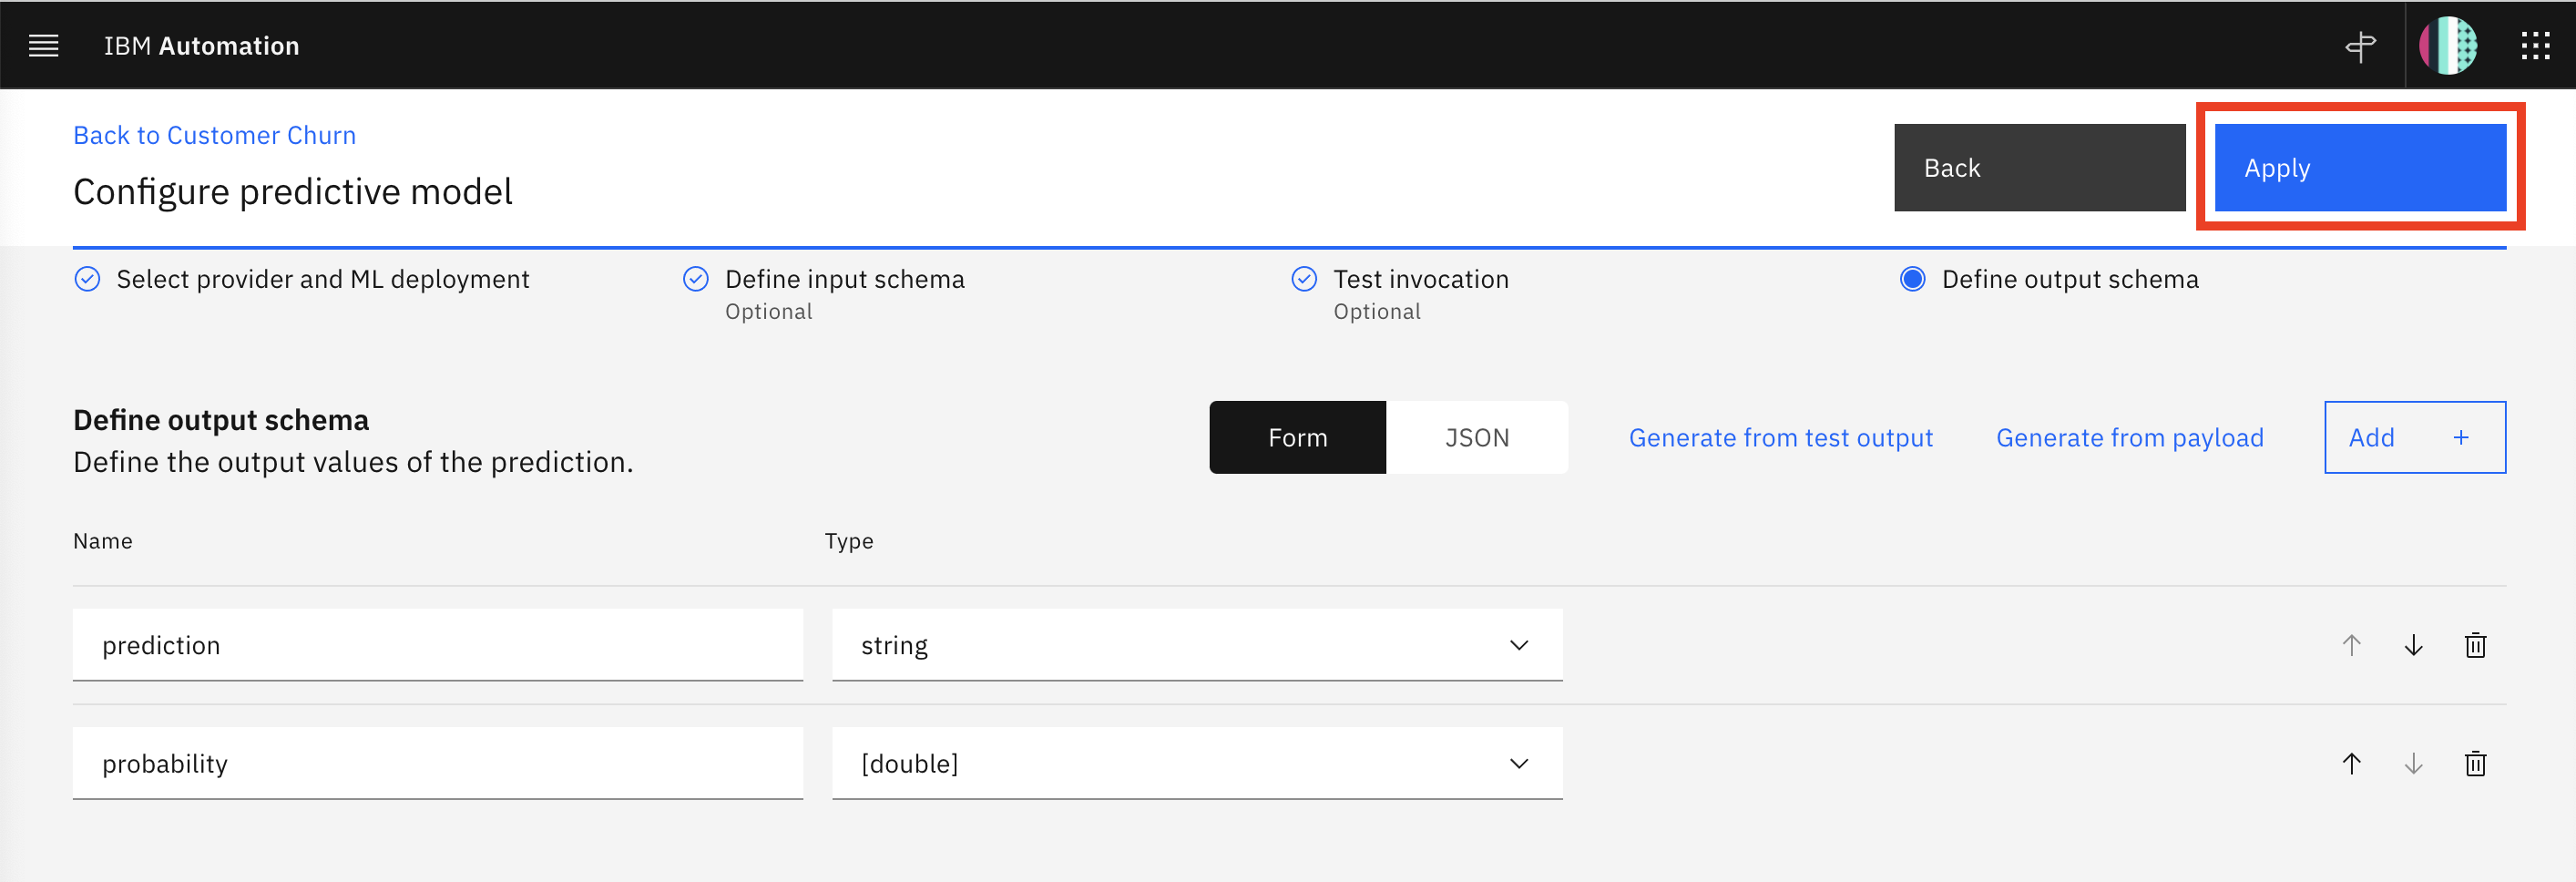 IBM Automation
Back to Customer Churn
Configure predictive model
Back
Apply
Select provider and ML deployment
Define input schema
Optional
Test invocation
Optional
Define output schema
Define output schema
Define the output values of the prediction.
Form
JSON
Generate from test output
Generate from payload
Add +
Name
Type
prediction
string
probability
[double]